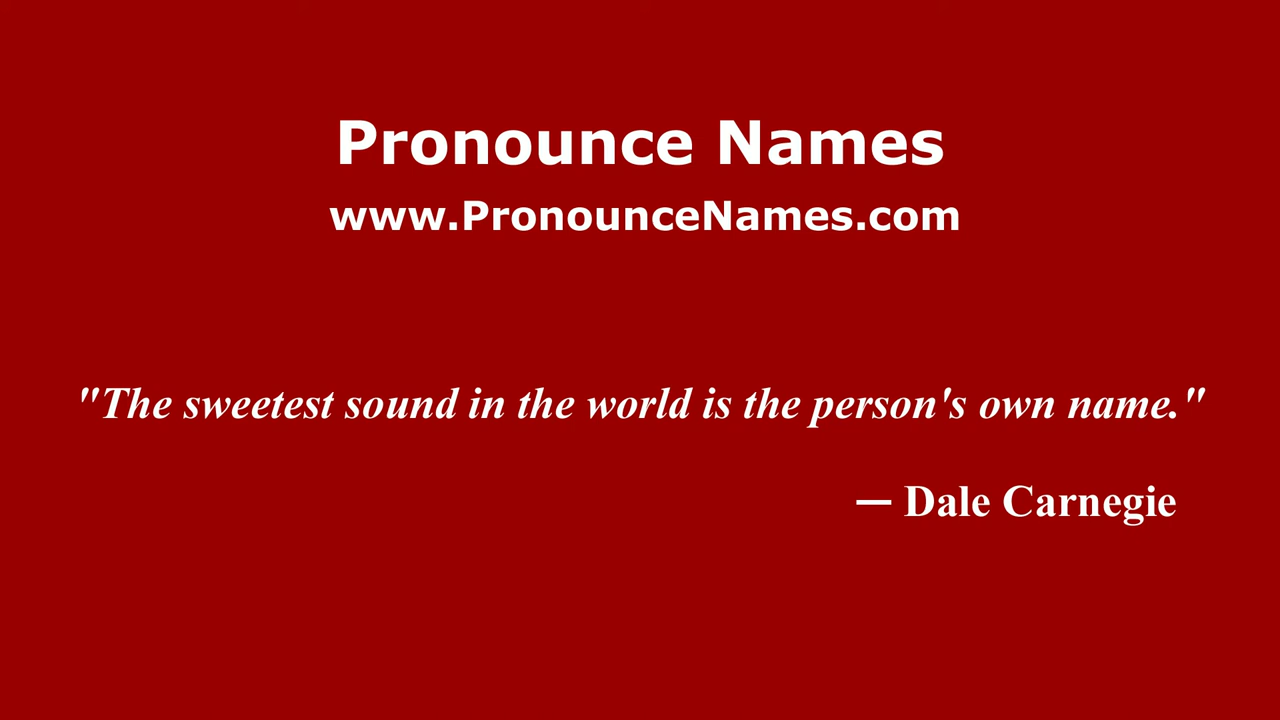 Pronounce Names
www.PronounceNames.com
"The sweetest sound in the world is the person's own name."
— Dale Carnegie